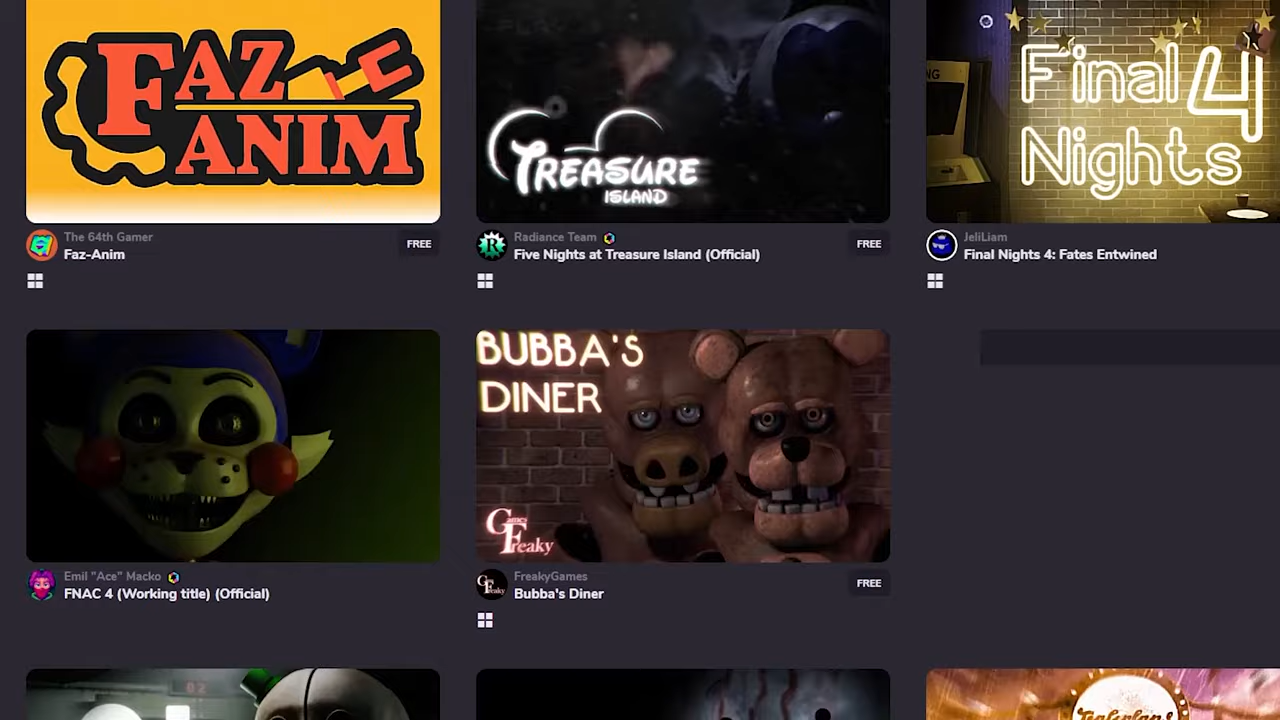 FAZ
ANIM
TREASURE
ISLAND
NG
Final 4
Nights
The 64th Gamer
FREE
Faz-Anim
Radiance Team
FREE
Five Nights at Treasure Island (Official)
JeliLiam
Final Nights 4: Fates Entwined
BUBBA'S
DINER
Games
Freaky
Emil "Ace" Macko
FNAC 4 (Working title) (Official)
FreakyGames
FREE
Bubba's Diner
02